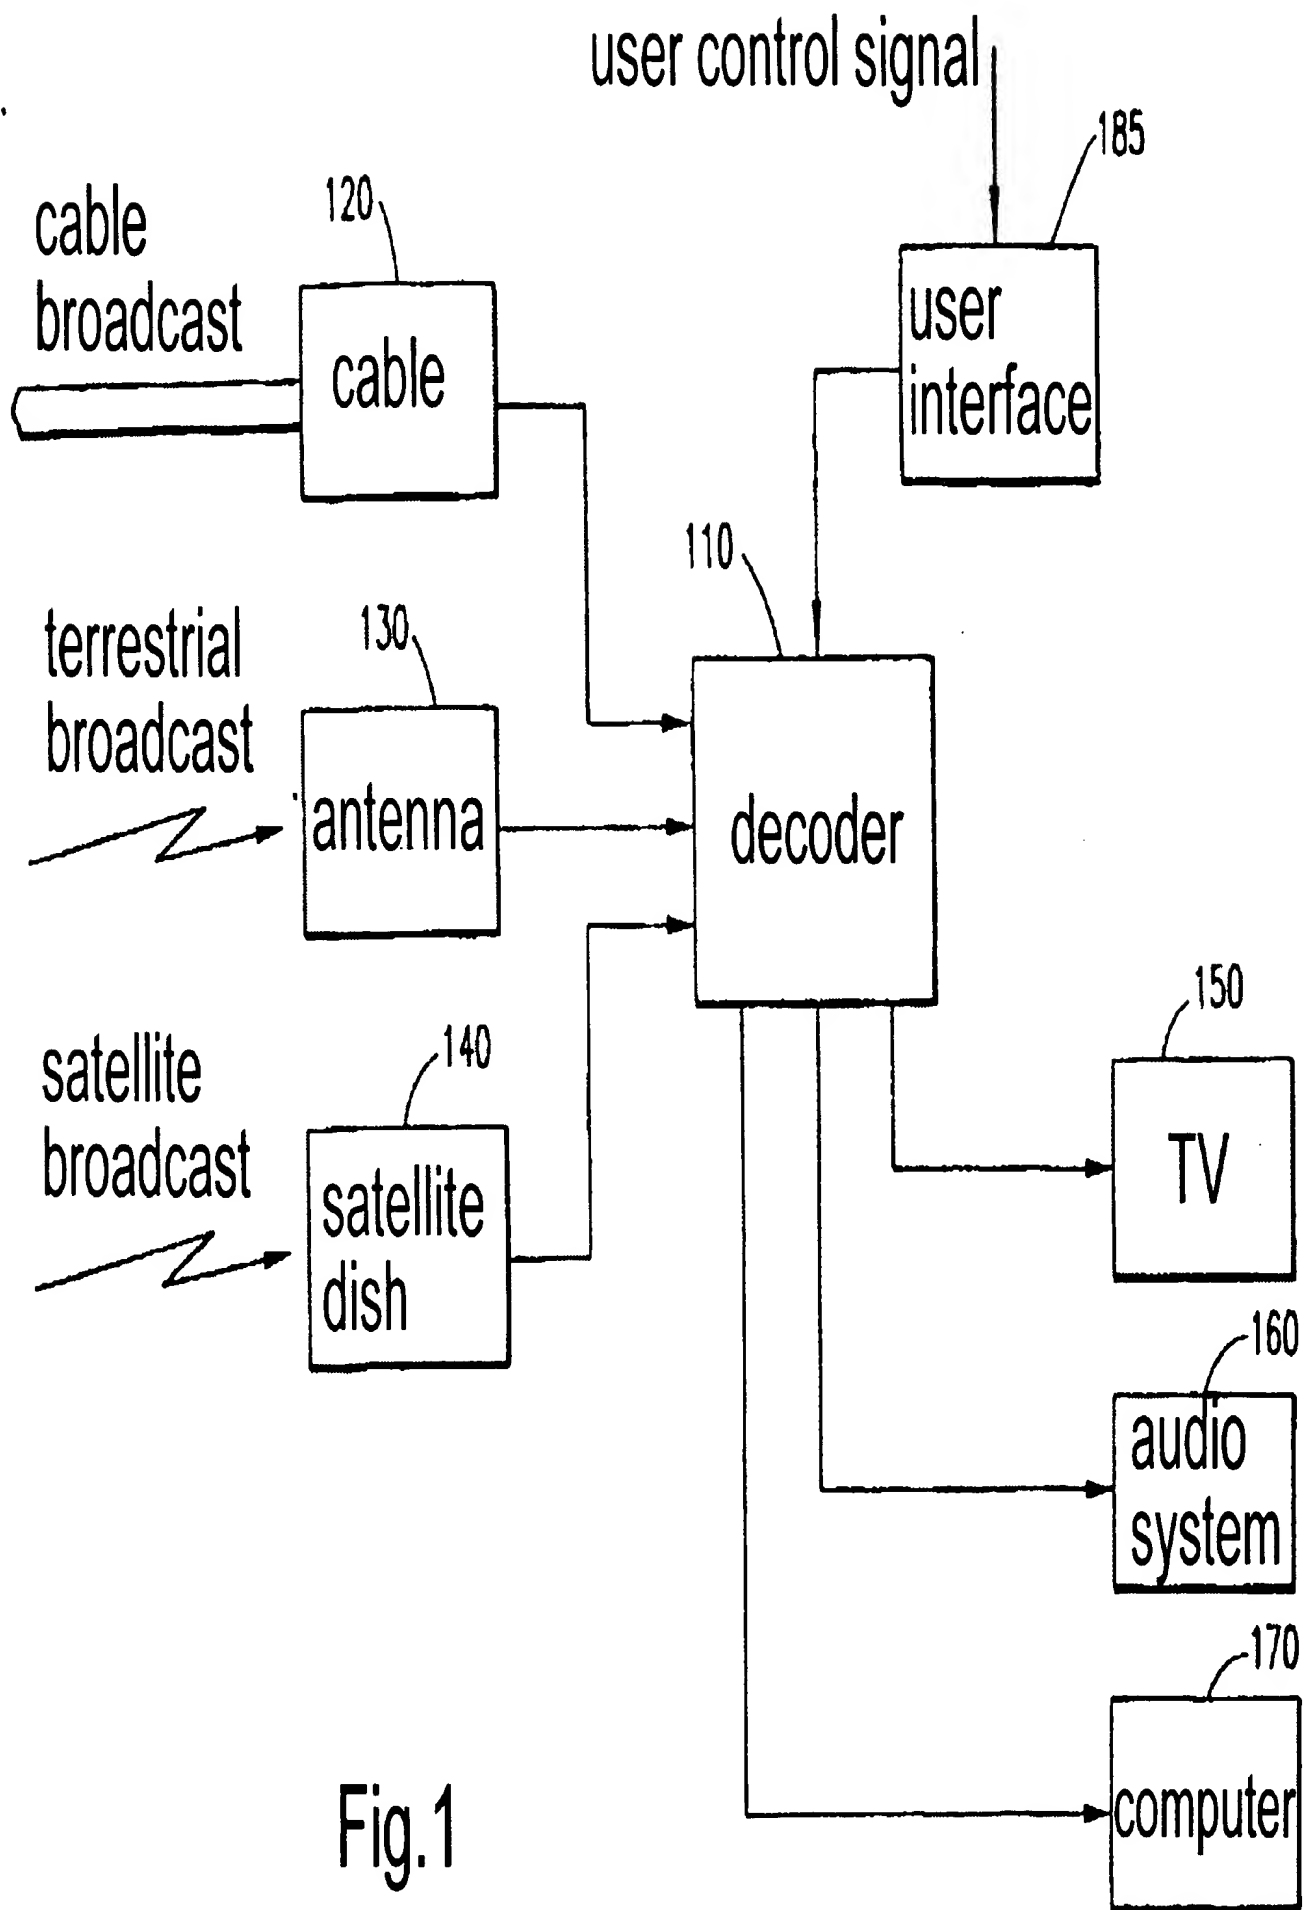 user control signal
185
120
cable
broadcast
cable
user
interface
110
terrestrial
broadcast
130
antenna
decoder
150
satellite
broadcast
140
satellite
dish
TV
160
audio
system
170
computer
Fig.1